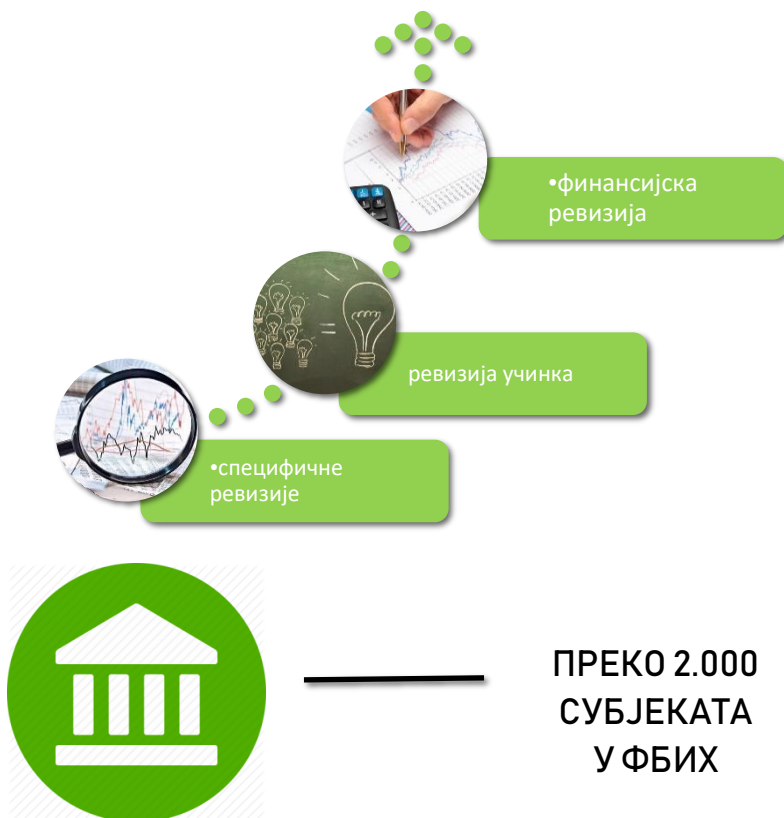 •финансијска
ревизија
ревизија учинка
•специфичне
ревизије
ПРЕКО 2.000
СУБЈЕКАТА
У ФБИХ